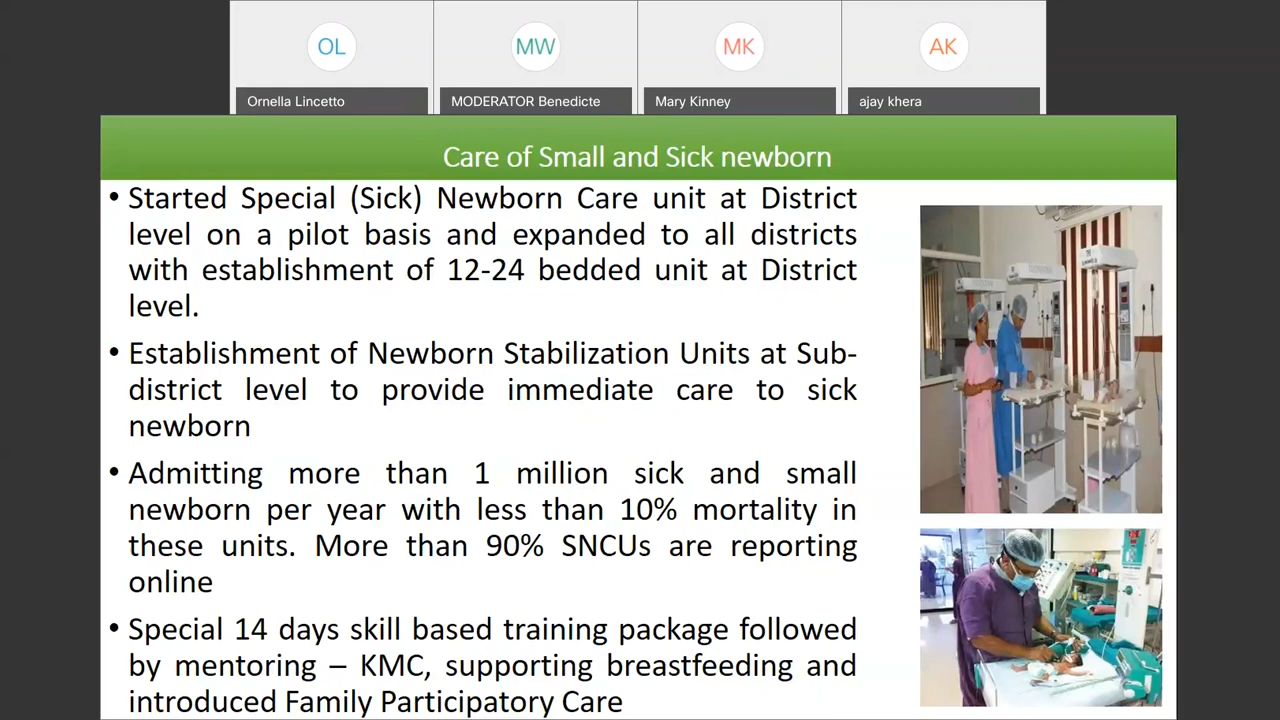 OL
MW
MK
AK
Ornella Lincetto
MODERATOR Benedicte
Mary Kinney
ajay khera
Care of Small and Sick newborn
• Started Special (Sick) Newborn Care unit at District
level on a pilot basis and expanded to all districts
with establishment of 12-24 bedded unit at District
level.
• Establishment of Newborn Stabilization Units at Sub-
district level to provide immediate care to sick
newborn
• Admitting more than 1 million sick and small
newborn per year with less than 10% mortality in
these units. More than 90% SNCUs are reporting
online
• Special 14 days skill based training package followed
by mentoring – KMC, supporting breastfeeding and
introduced Family Participatory Care